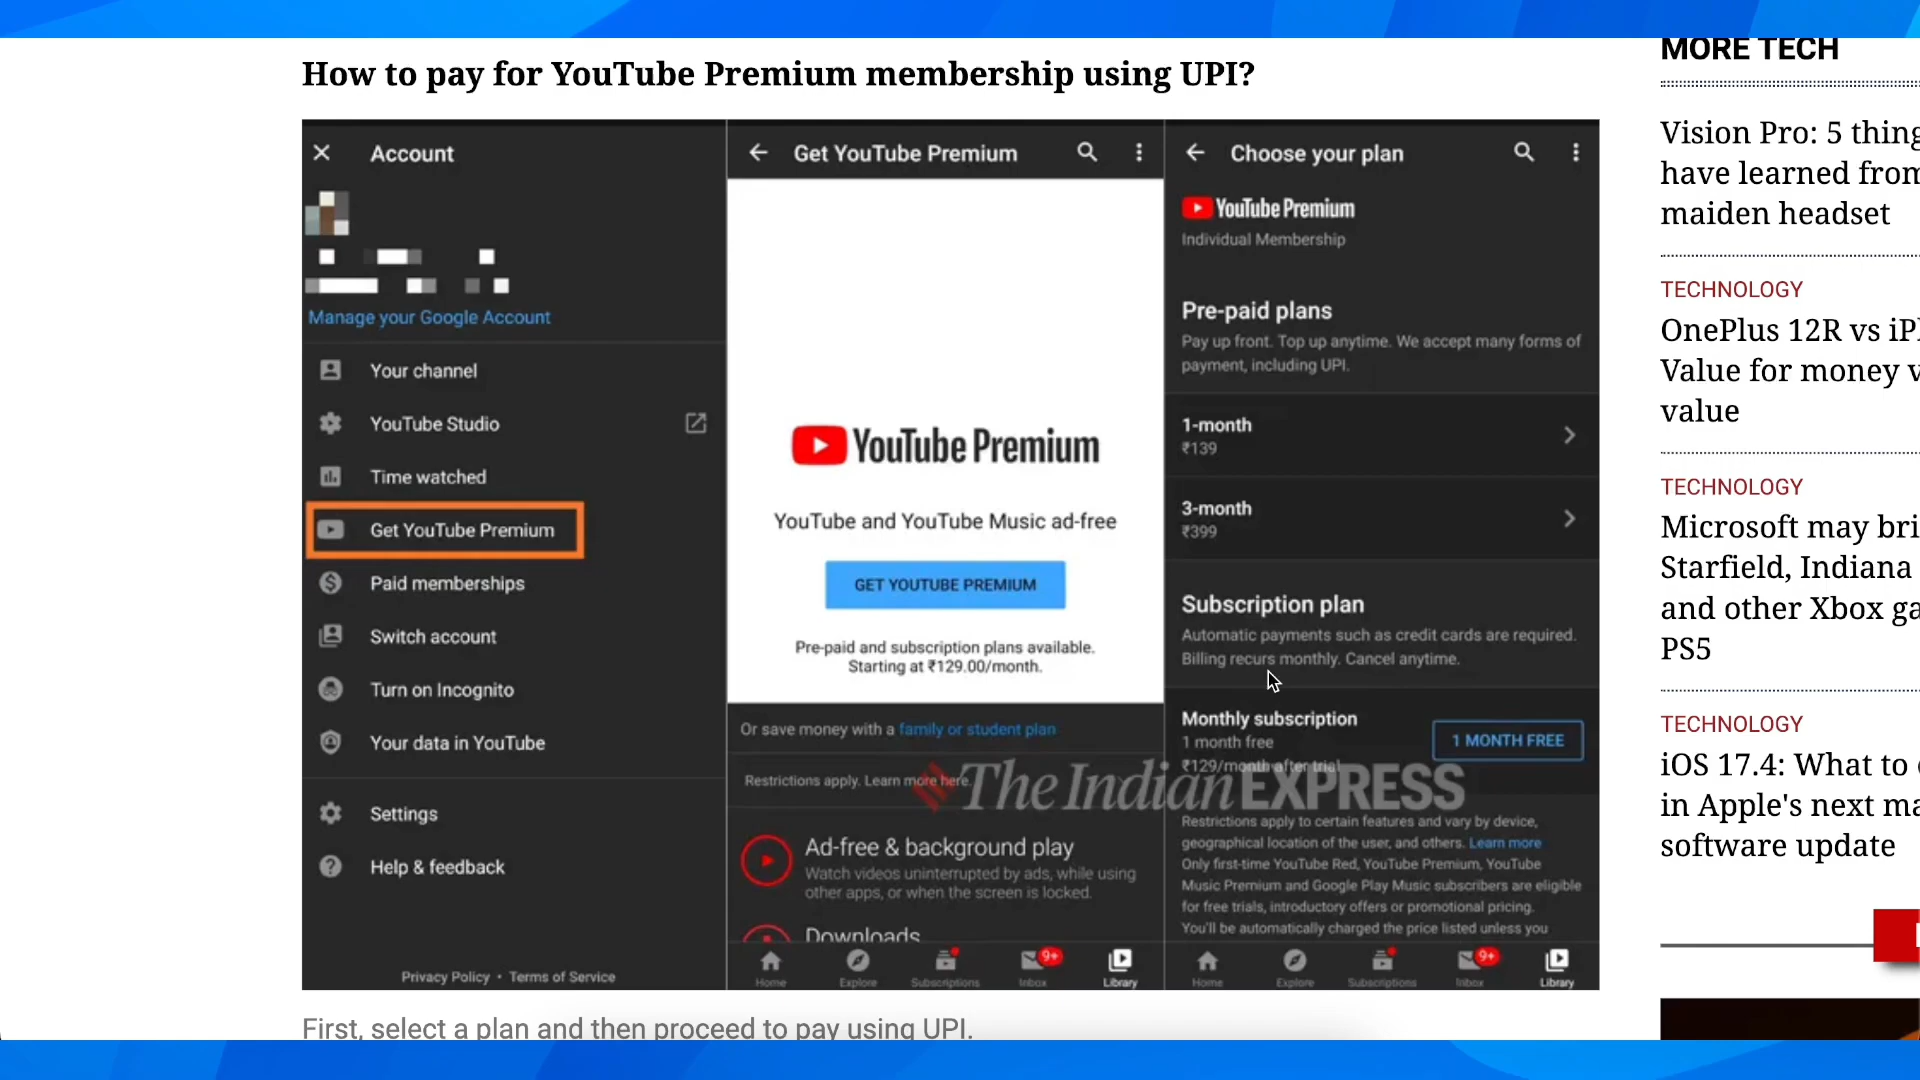 How to pay for YouTube Premium membership using UPI?
Account
Manage your Google Account
Your channel
YouTube Studio
Time watched
Get YouTube Premium
Paid memberships
Switch account
Turn on Incognito
Your data in YouTube
Settings
Help & feedback
Privacy Policy • Terms of Service
Get YouTube Premium
YouTube Premium
YouTube and YouTube Music ad-free
GET YOUTUBE PREMIUM
Pre-paid and subscription plans available.
Starting at ₹129.00/month.
Or save money with a family or student plan
Restrictions apply. Learn more here.
Ad-free & background play
Watch videos uninterrupted by ads, while using
other apps, or when the screen is locked.
Downloads
Home
Explore
Subscriptions
Inbox
9+
Library
Choose your plan
YouTube Premium
Individual Membership
Pre-paid plans
Pay up front. Top up anytime. We accept many forms of
payment, including UPI.
1-month
₹139
3-month
₹399
Subscription plan
Automatic payments such as credit cards are required.
Billing recurs monthly. Cancel anytime.
Monthly subscription
1 month free
₹129/month after trial
1 MONTH FREE
The Indian EXPRESS
Restrictions apply to certain features and vary by device,
geographical location of the user, and others. Learn more
Only first-time YouTube Red, YouTube Premium, YouTube
Music Premium and Google Play Music subscribers are eligible
for free trials, introductory offers or promotional pricing.
You'll be automatically charged the price listed unless you
Home
Explore
Subscriptions
Inbox
9+
Library
First, select a plan and then proceed to pay using UPI.
MORE TECH
Vision Pro: 5 thing
have learned from
maiden headset
TECHNOLOGY
OnePlus 12R vs iP
Value for money v
value
TECHNOLOGY
Microsoft may bri
Starfield, Indiana
and other Xbox ga
PS5
TECHNOLOGY
iOS 17.4: What to
in Apple's next ma
software update